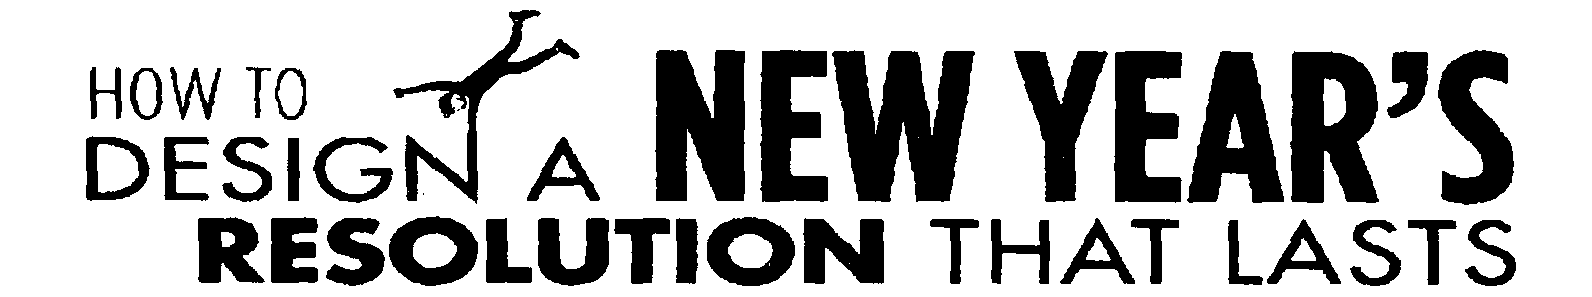 HOW TO
DESIGN A NEW YEAR'S
RESOLUTION THAT LASTS